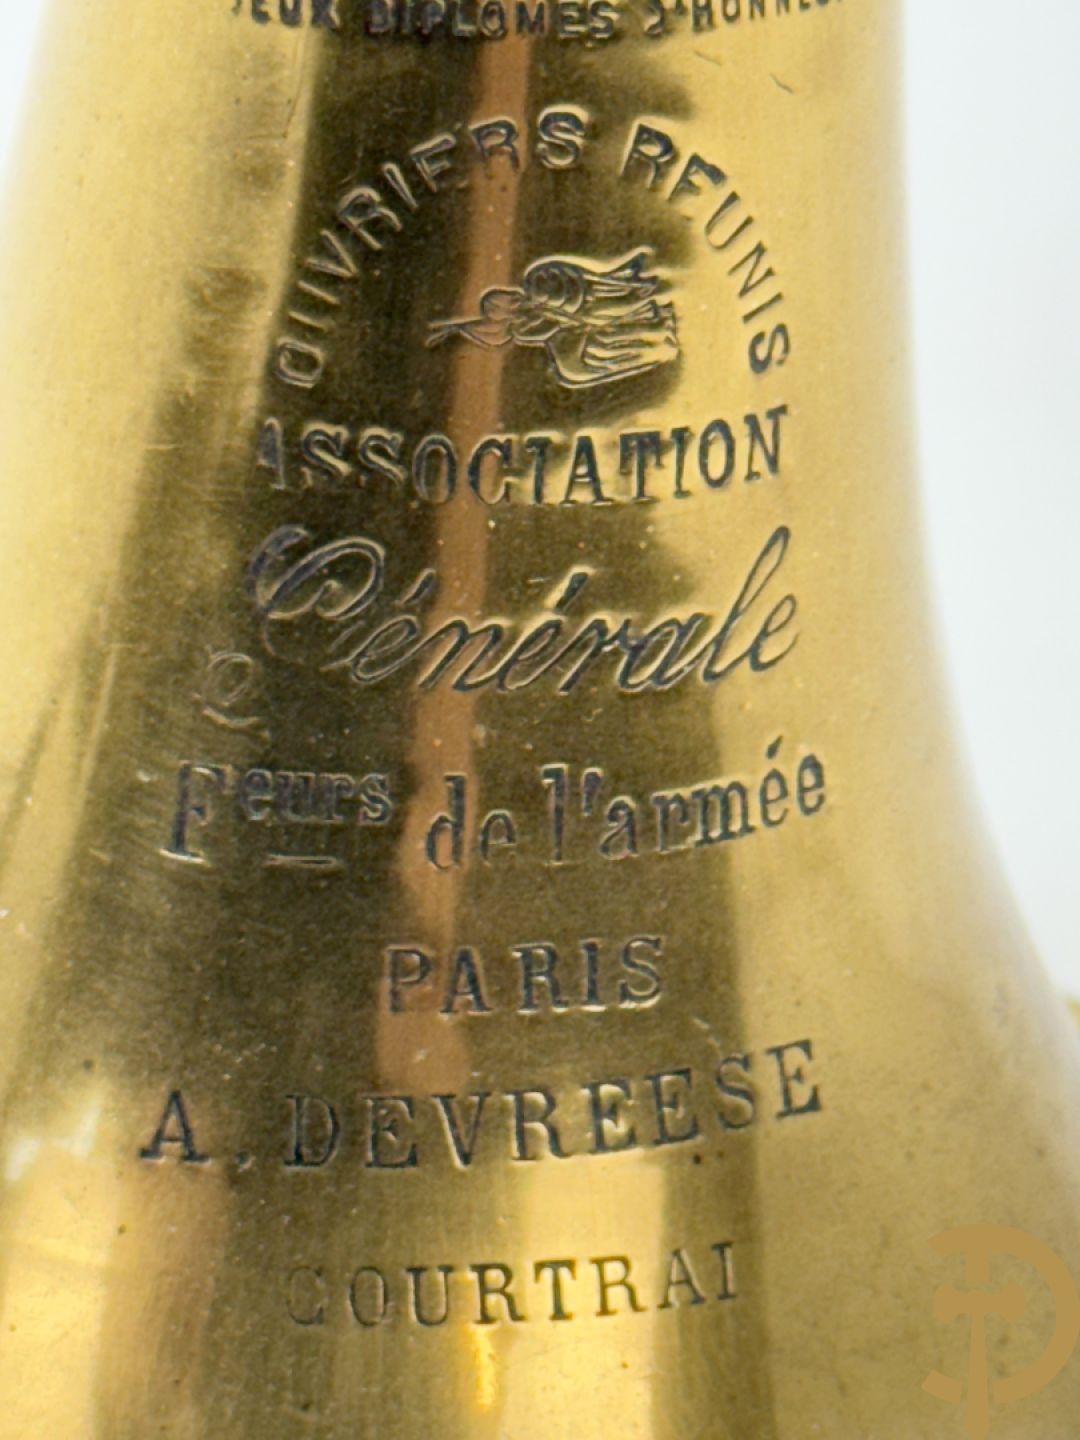 DEUX DIPLOMES D'HONNEUR
OUVRIERS REUNIS
ASSOCIATION
Générale
Feurs de l'armée
PARIS
A. DEVREESE
COURTRAI